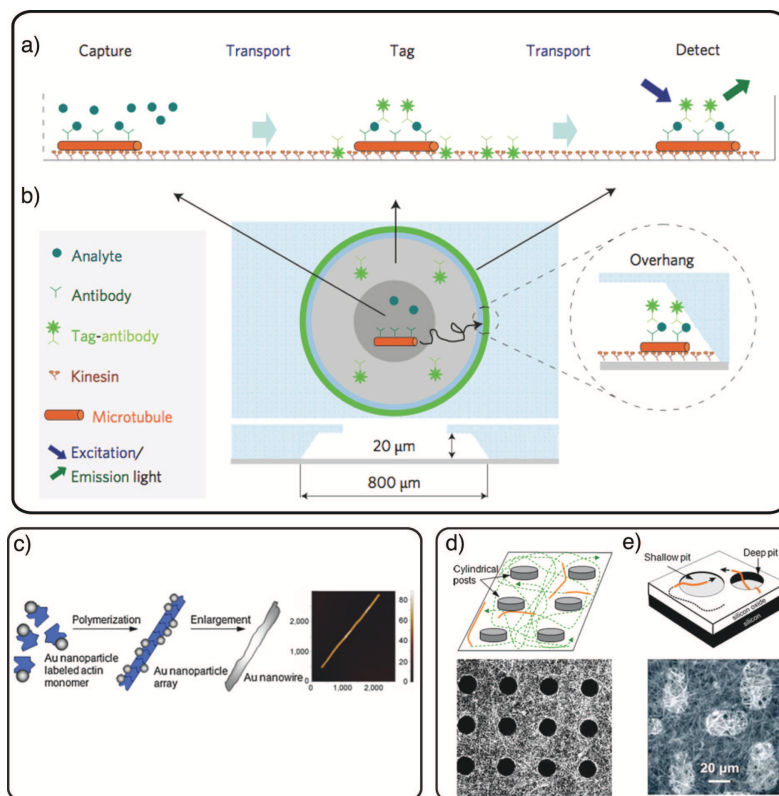 a)
Capture
Transport
Tag
Transport
Detect
b)
Analyte
Antibody
Tag-antibody
Kinesin
Microtubule
Excitation/
Emission light
Overhang
20 µm
800 µm
c)
Polymerization
Enlargement
Au nanoparticle
labeled actin
monomer
Au nanoparticle
array
Au nanowire
2,000
1,000
0
0
1,000
2,000
80
60
40
20
0
d)
Cylindrical
posts
e)
Shallow pit
Deep pit
silicon oxide
silicon
20 µm